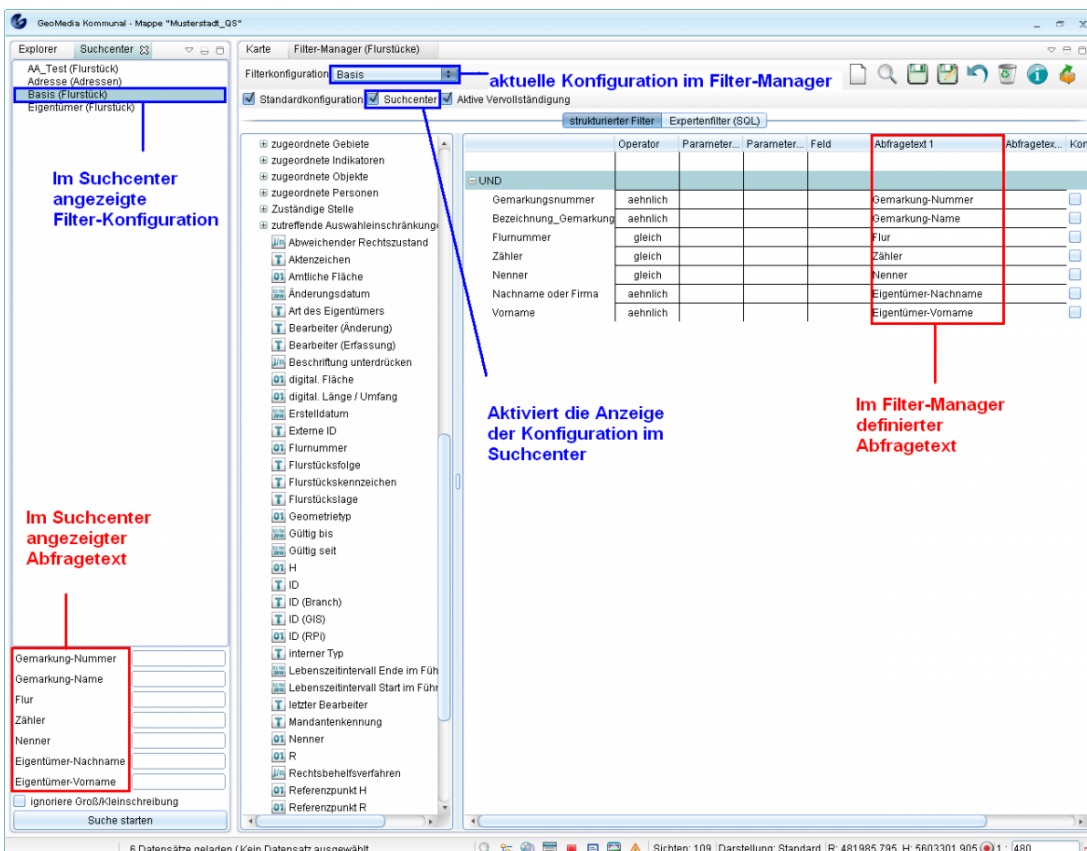 GeoMedia Kommunal - Mappe "Musterstadt_QS"
Explorer
Suchcenter
AA_Test (Flurstück)
Adresse (Adressen)
Basis (Flurstück)
Eigentümer (Flurstück)
Im Suchcenter
angezeigte
Filter-Konfiguration
Im Suchcenter
angezeigter
Abfragetext
Gemarkung-Nummer
Gemarkung-Name
Flur
Zähler
Nenner
Eigentümer-Nachname
Eigentümer-Vorname
ignoriere Groß/Kleinschreibung
Suche starten
Karte
Filter-Manager (Flurstücke)
Filterkonfiguration Basis
aktuelle Konfiguration im Filter-Manager
Standardkonfiguration Suchcenter Aktive Vervollständigung
strukturierter Filter Expertenfilter (SQL)
zugeordnete Gebiete
zugeordnete Indikatoren
zugeordnete Objekte
zugeordnete Personen
Zuständige Stelle
zutreffende Auswahleinschränkung
Abweichender Rechtszustand
Aktenzeichen
Amtliche Fläche
Änderungsdatum
Art des Eigentümers
Bearbeiter (Änderung)
Bearbeiter (Erfassung)
Beschriftung unterdrücken
digital. Fläche
digital. Länge / Umfang
Erstelldatum
Externe ID
Flurnummer
Flurstücksfolge
Flurstückskennzeichen
Flurstückslage
Geometrietyp
Gültig bis
Gültig seit
H
ID
ID (Branch)
ID (GIS)
ID (RPi)
interner Typ
Lebenszeitintervall Ende im Füh
Lebenszeitintervall Start im Führ
letzter Bearbeiter
Mandantenkennung
Nenner
R
Rechtsbehelfsverfahren
Referenzpunkt H
Referenzpunkt R
Operator Parameter... Parameter... Feld Abfragetext 1 Abfragetex... Kon
UND
Gemarkungsnummer aehnlich Gemarkung-Nummer
Bezeichnung_Gemarkung aehnlich Gemarkung-Name
Flurnummer gleich Flur
Zähler gleich Zähler
Nenner gleich Nenner
Nachname oder Firma aehnlich Eigentümer-Nachname
Vorname aehnlich Eigentümer-Vorname
Aktiviert die Anzeige
der Konfiguration im
Suchcenter
Im Filter-Manager
definierter
Abfragetext
6 Datensätze geladen / Kein Datensatz ausgewählt
Sichten: 109 Darstellung: Standard R: 481985,795 H: 5603301,905 1 : 480